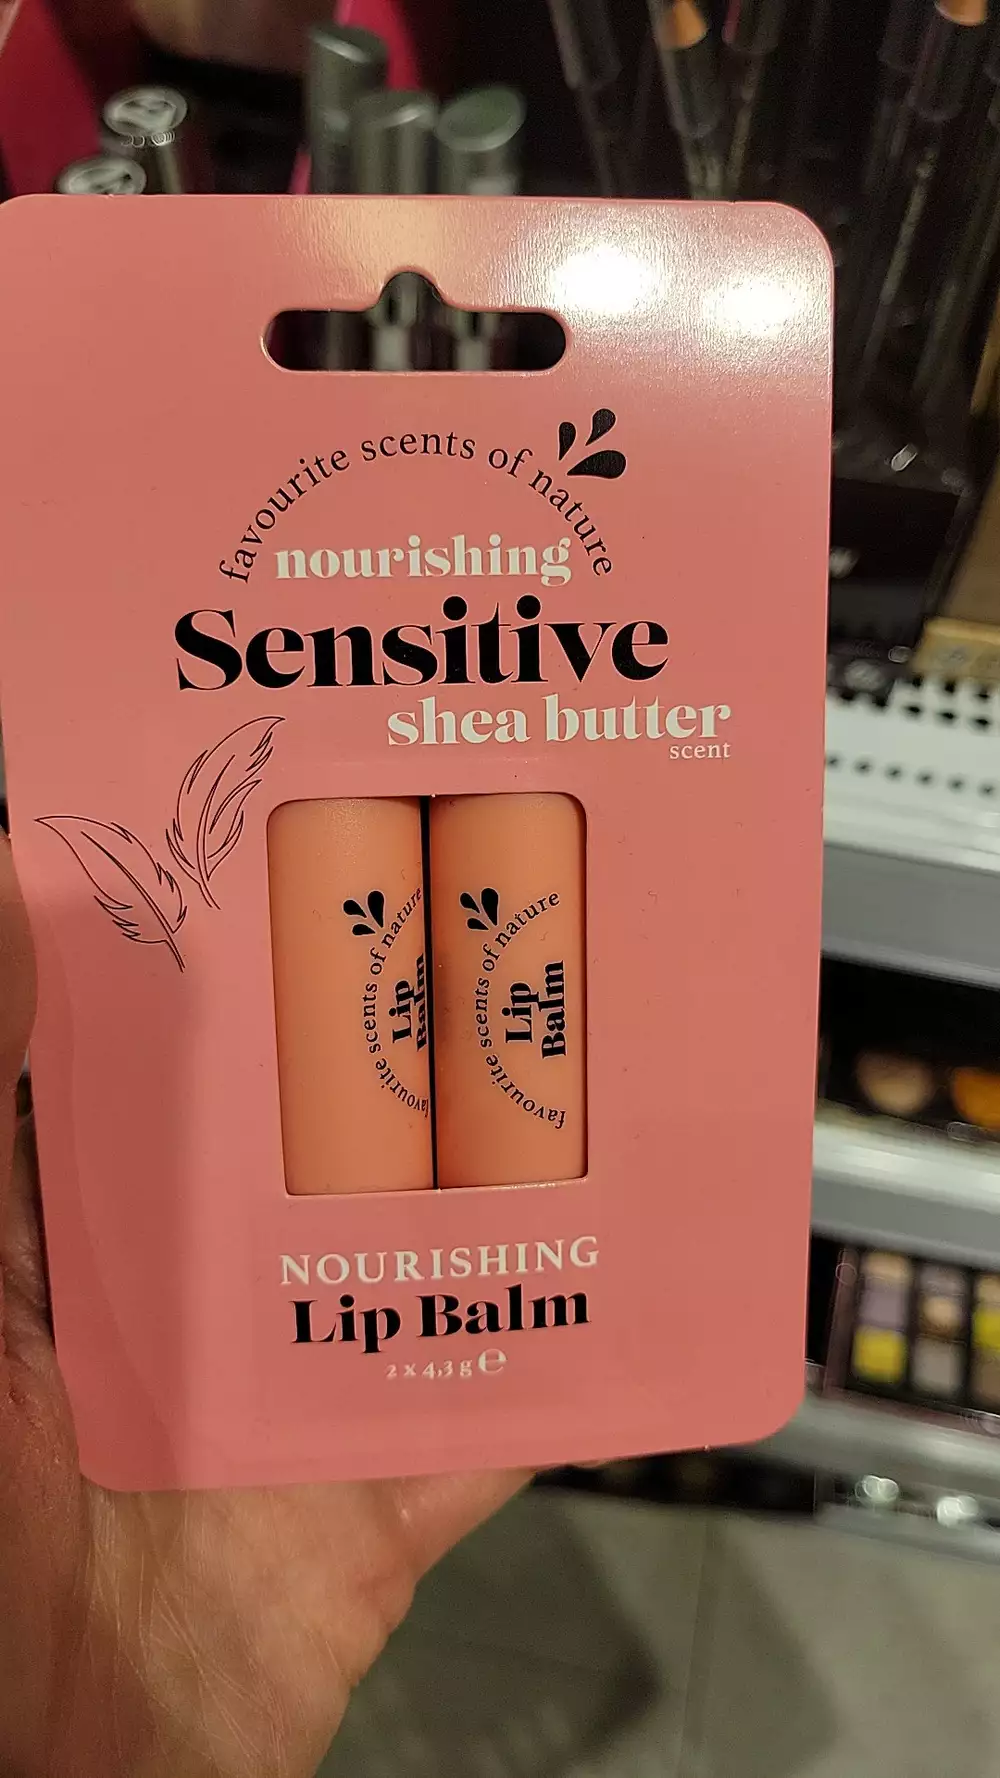 favourite scents of nature
nourishing
Sensitive
shea butter
scent
favourite scents of nature
Lip
Balm
favourite scents of nature
Lip
Balm
NOURISHING
Lip Balm
2 x 4,3 g ℮